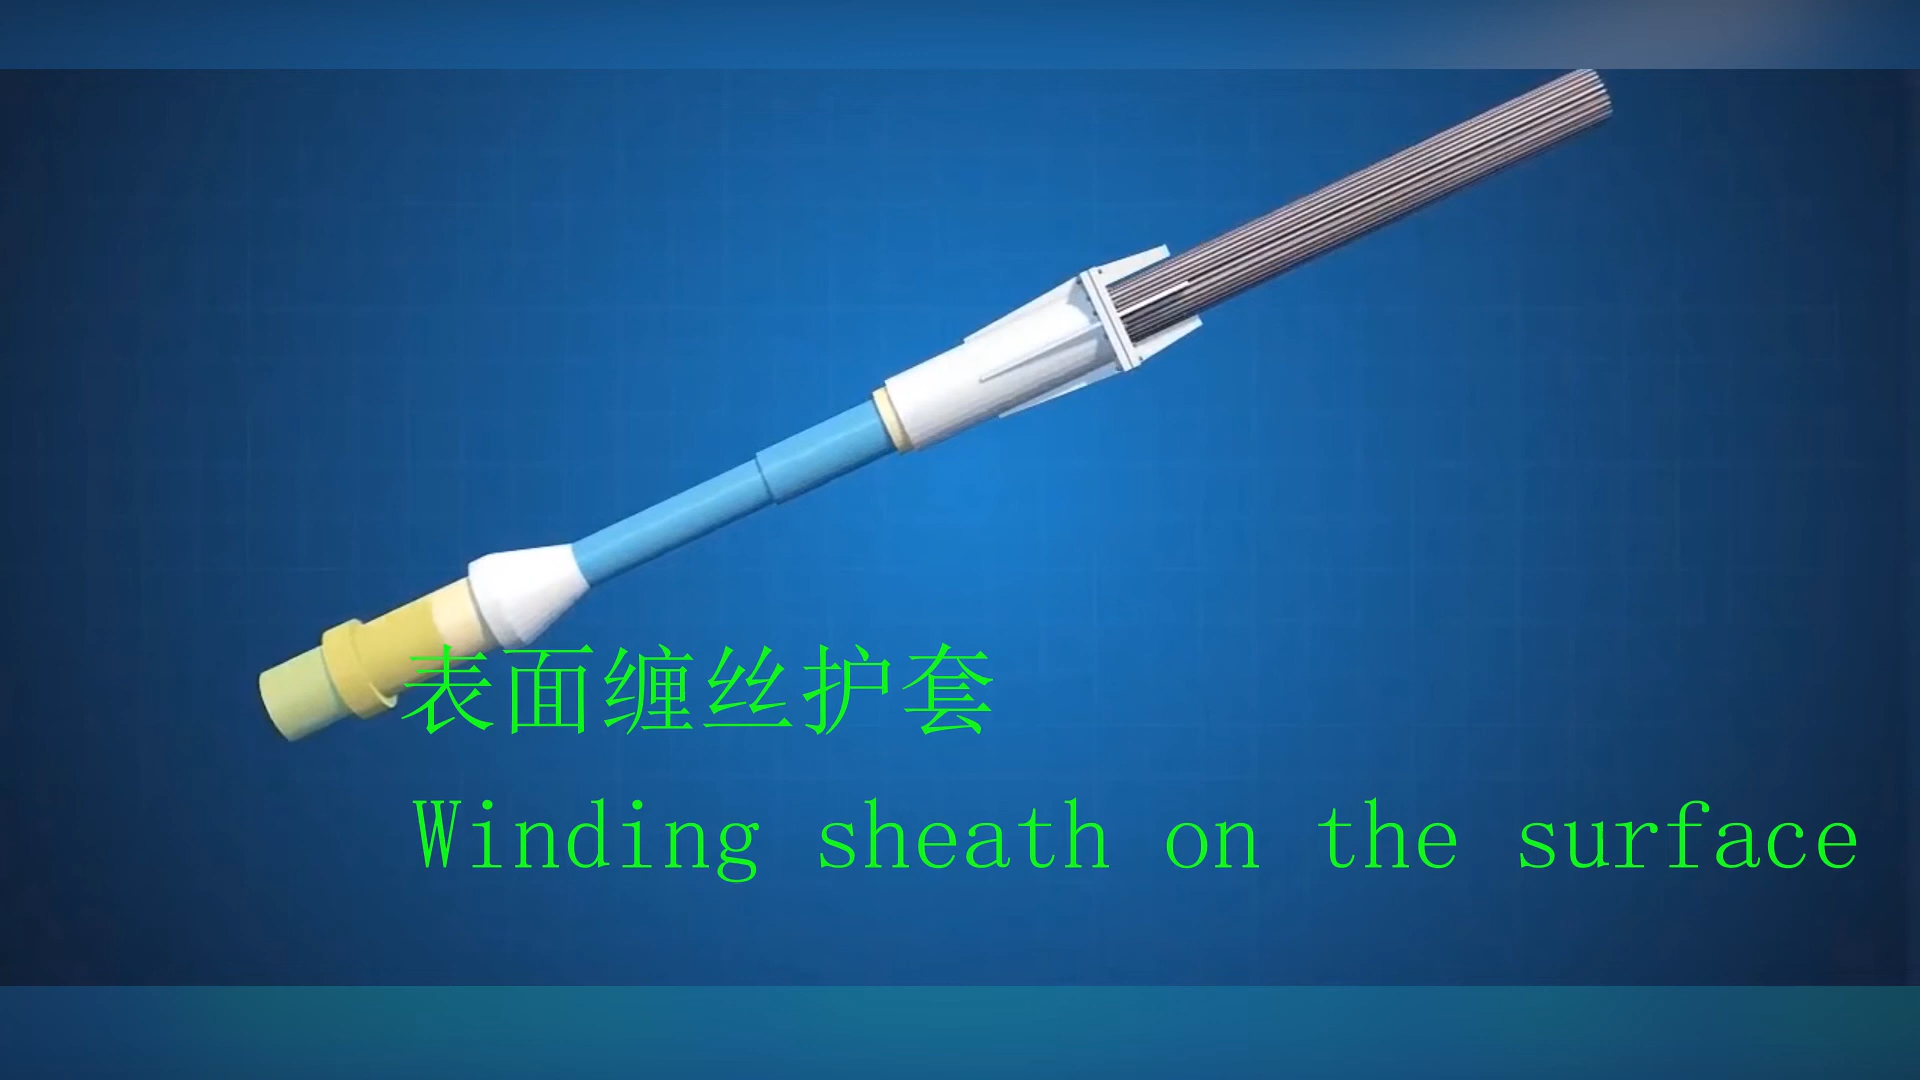 表面缠丝护套
Winding sheath on the surface